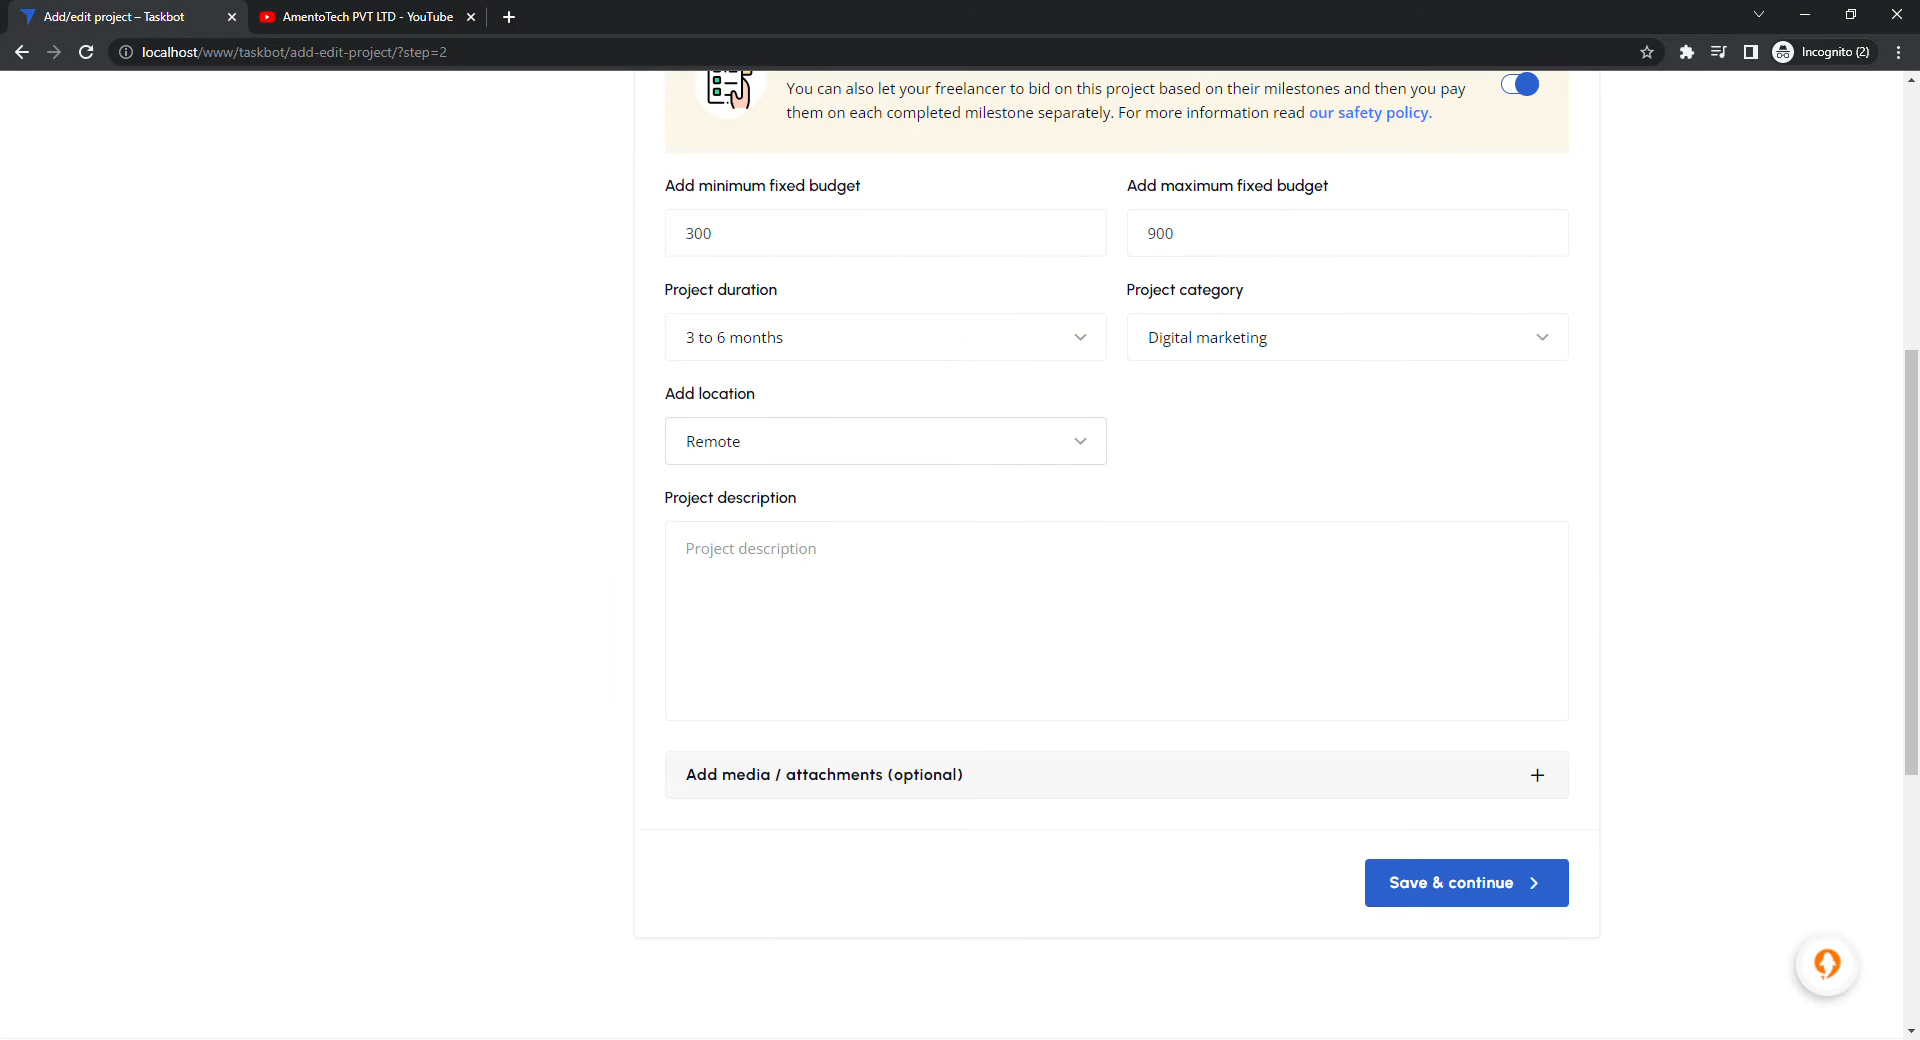 Add/edit project – Taskbot
AmentoTech PVT LTD - YouTube
localhost/www/taskbot/add-edit-project/?step=2
Incognito (2)
You can also let your freelancer to bid on this project based on their milestones and then you pay
them on each completed milestone separately. For more information read our safety policy.
Add minimum fixed budget
Add maximum fixed budget
300
900
Project duration
Project category
3 to 6 months
Digital marketing
Add location
Remote
Project description
Project description
Add media / attachments (optional)
Save & continue